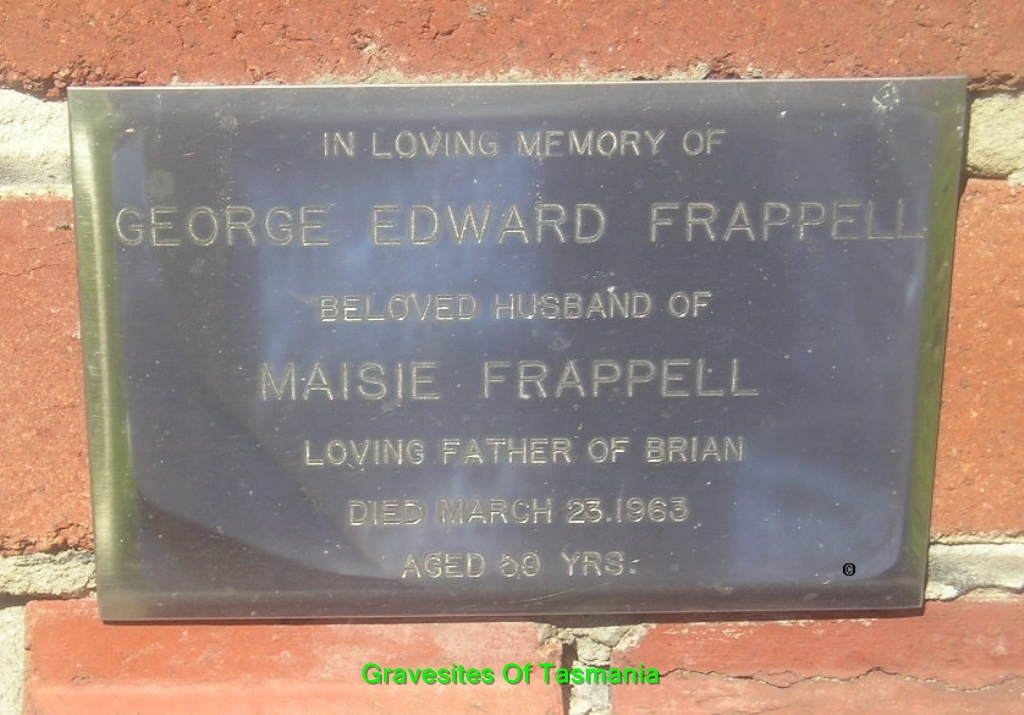 IN LOVING MEMORY OF
GEORGE EDWARD FRAPPELL
BELOVED HUSBAND OF
MAISIE FRAPPELL
LOVING FATHER OF BRIAN
DIED MARCH 23.1963
AGED 59 YRS.
©
Gravesites Of Tasmania